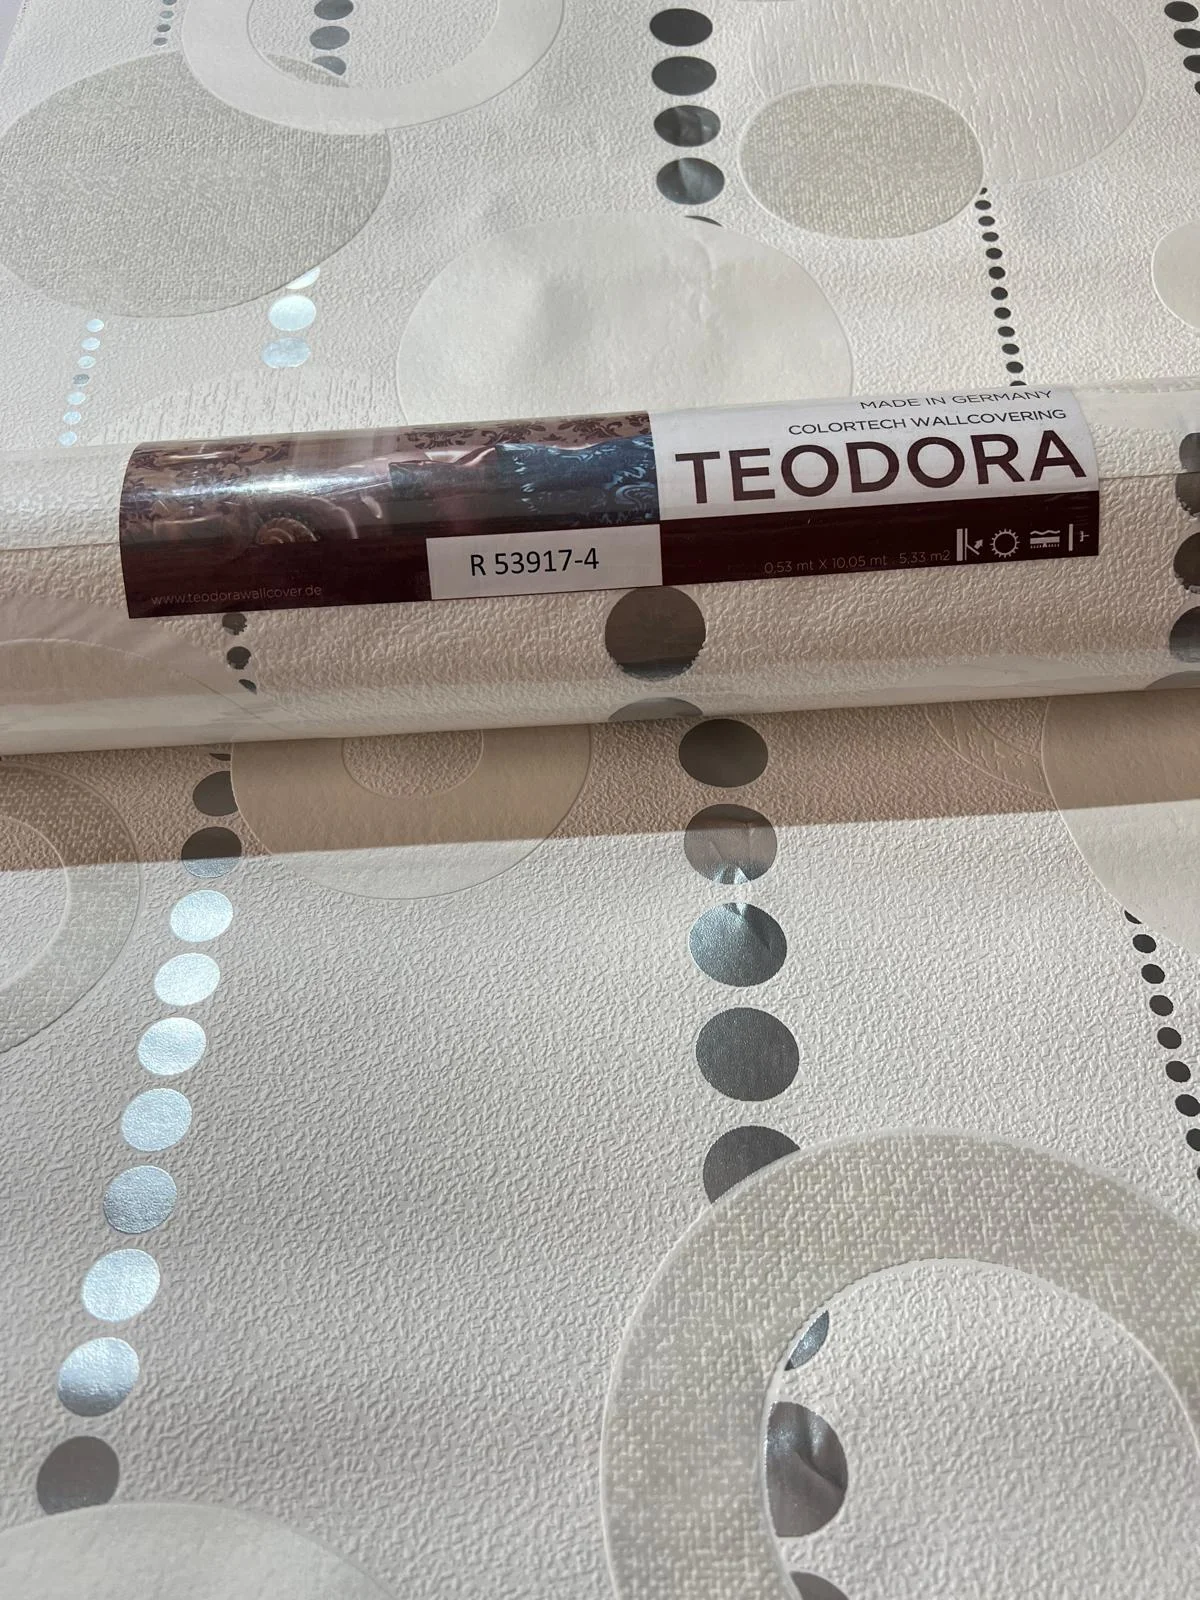 MADE IN GERMANY
COLORTECH WALLCOVERING
TEODORA
R 53917-4
0,53 mt X 10,05 mt . 5,33 m2
www.teodorawallcover.de